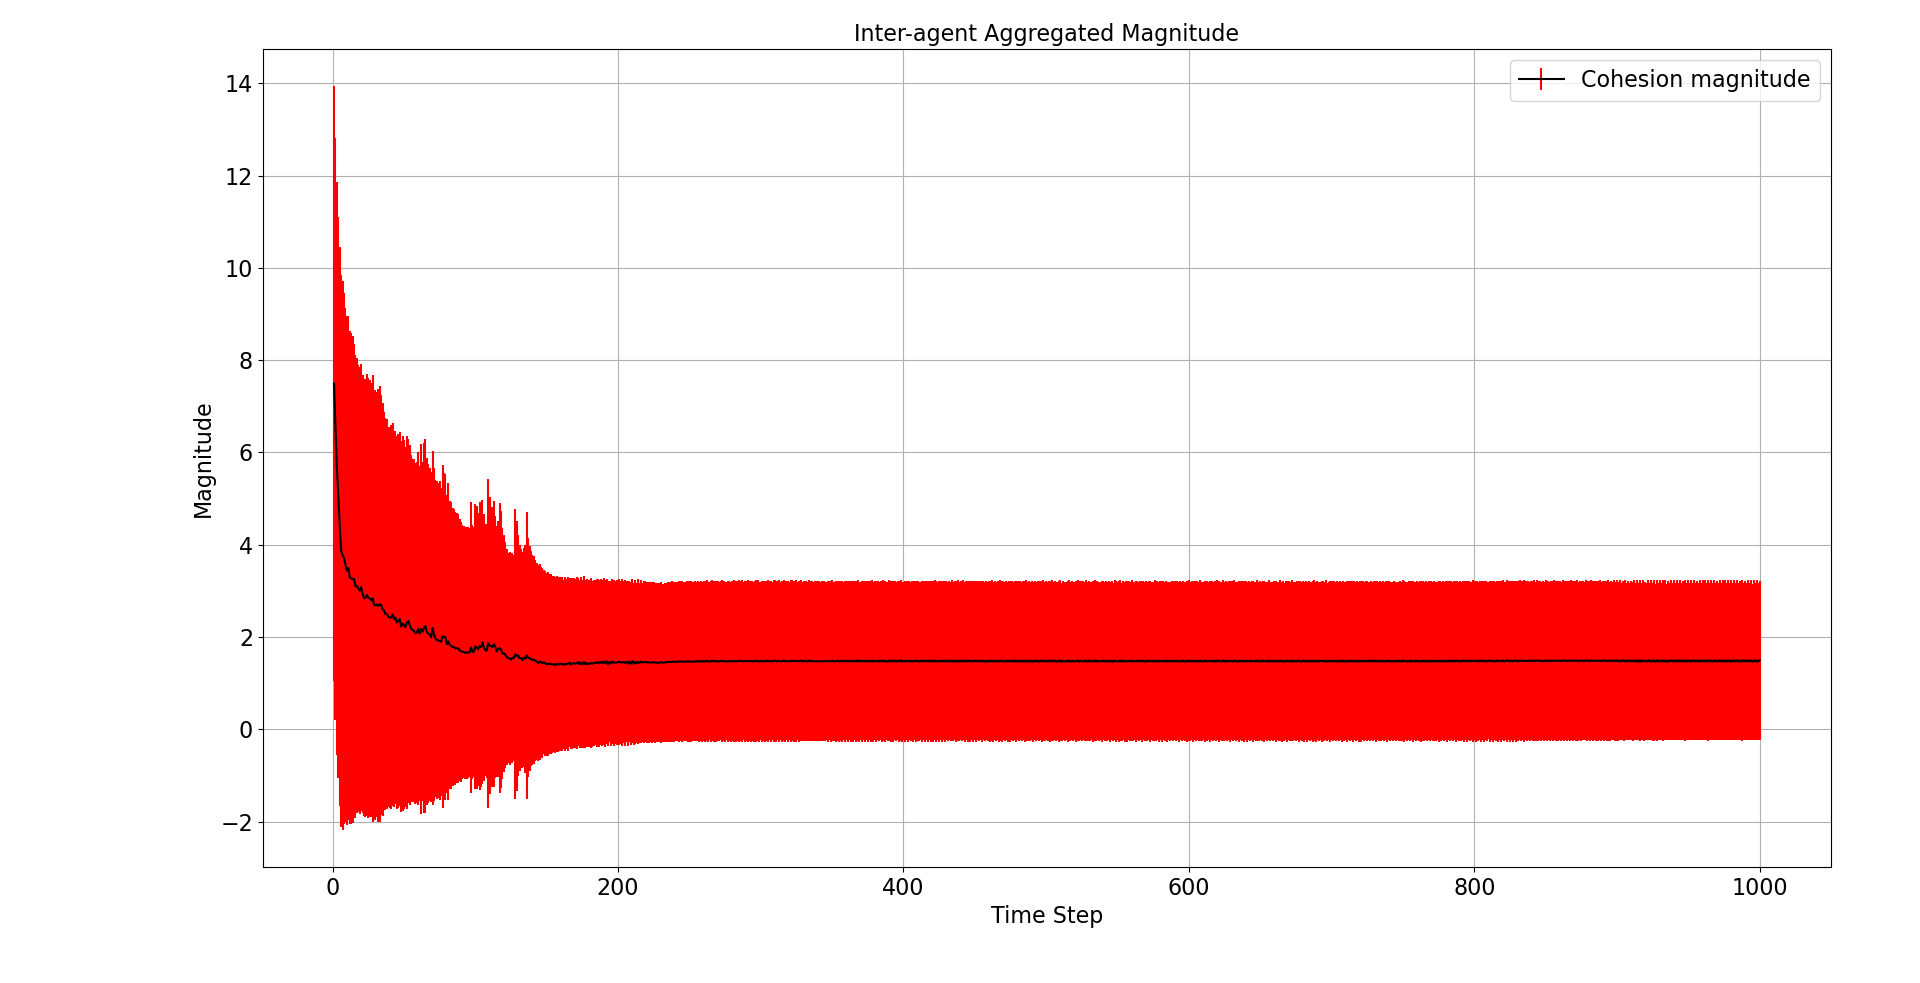 Inter-agent Aggregated Magnitude
Cohesion magnitude
Magnitude
14
12
10
8
6
4
2
0
−2
0 200 400 600 800 1000
Time Step